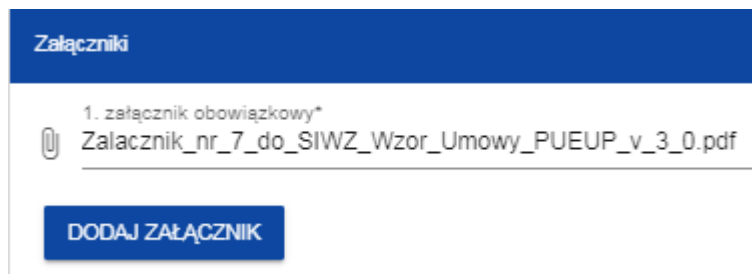 Załączniki
1. załącznik obowiązkowy*
Zalacznik_nr_7_do_SIWZ_Wzor_Umowy_PUEUP_v_3_0.pdf
DODAJ ZAŁĄCZNIK